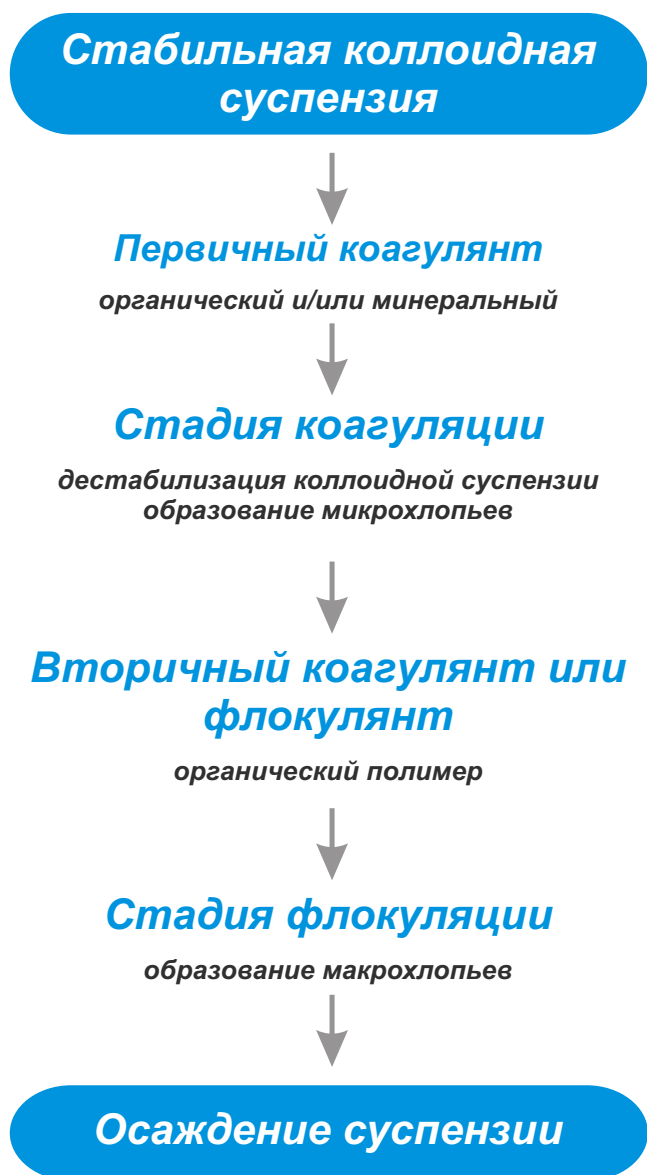 Стабильная коллоидная
суспензия
Первичный коагулянт
органический и/или минеральный
Стадия коагуляции
дестабилизация коллоидной суспензии
образование микрохлопьев
Вторичный коагулянт или
флокулянт
органический полимер
Стадия флокуляции
образование макрохлопьев
Осаждение суспензии